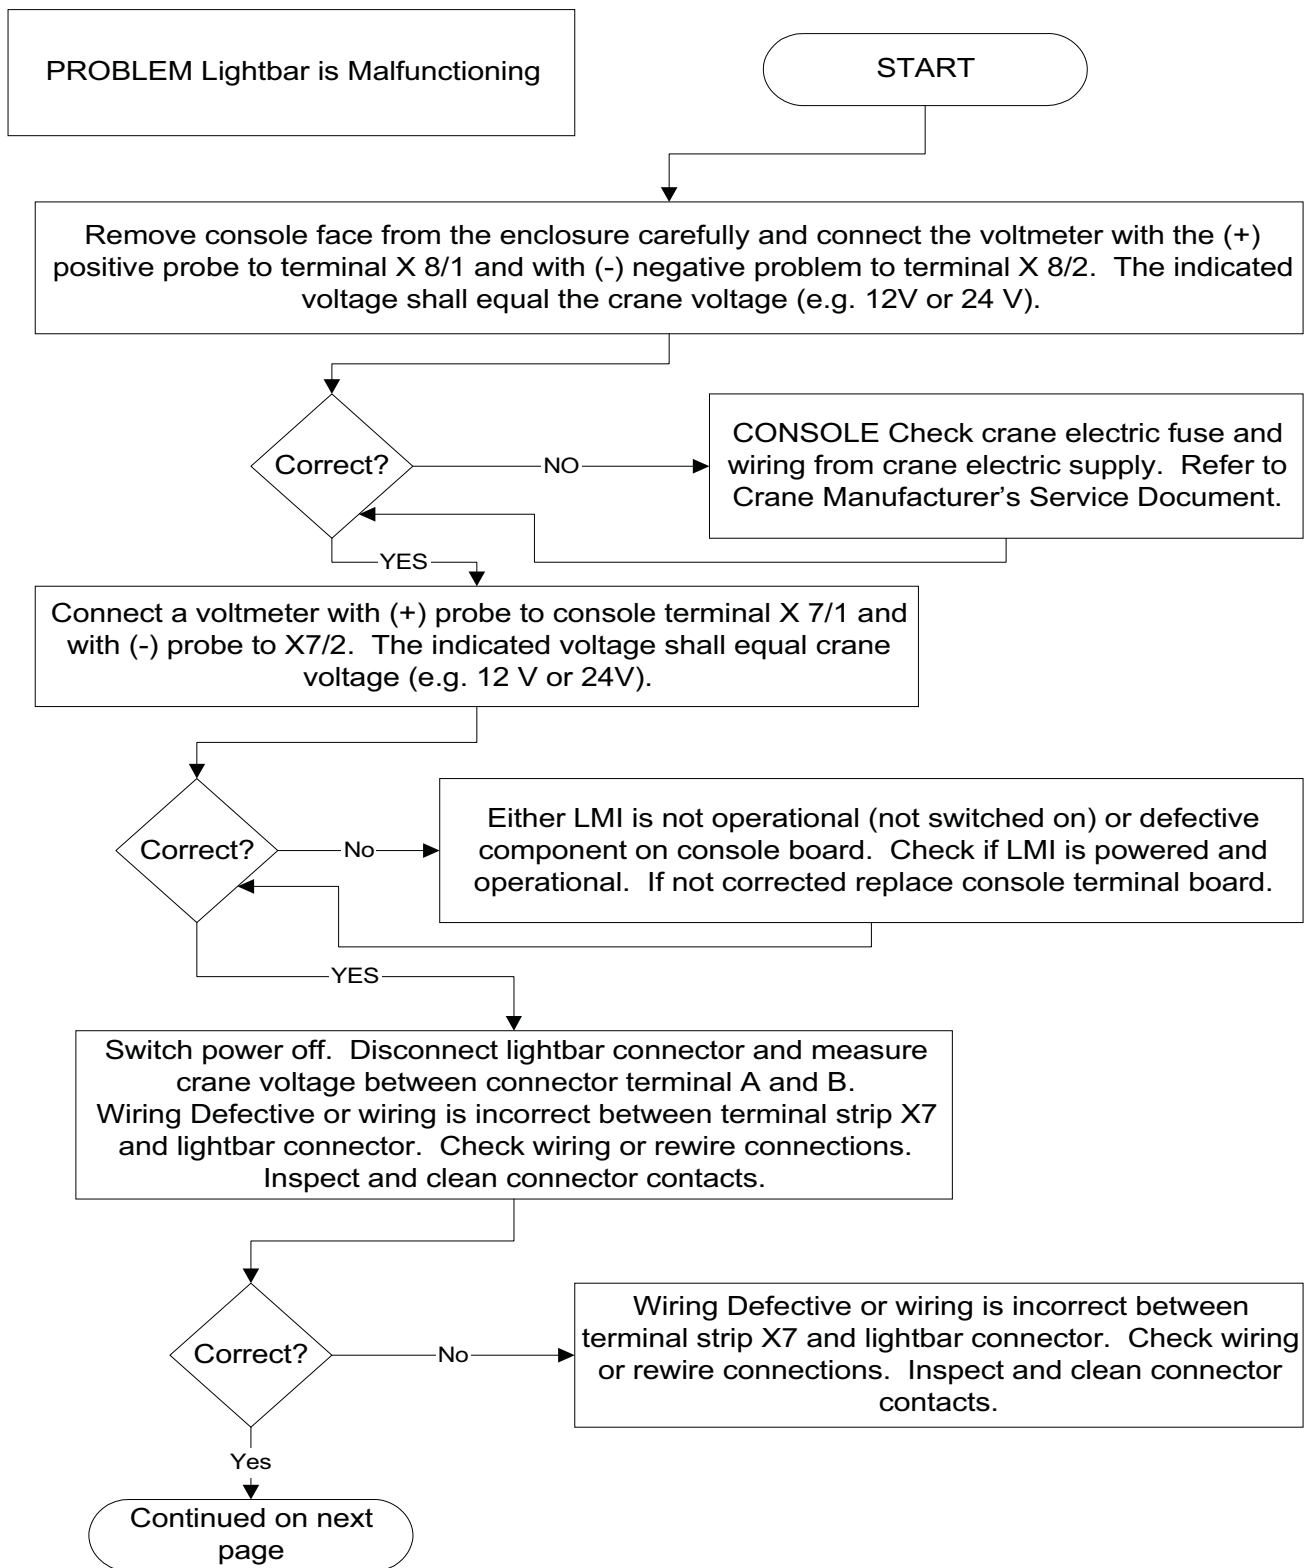 PROBLEM Lightbar is Malfunctioning
START
Remove console face from the enclosure carefully and connect the voltmeter with the (+)
positive probe to terminal X 8/1 and with (-) negative problem to terminal X 8/2.  The indicated
voltage shall equal the crane voltage (e.g. 12V or 24 V).
Correct?
NO
CONSOLE Check crane electric fuse and
wiring from crane electric supply.  Refer to
Crane Manufacturer's Service Document.
YES
Connect a voltmeter with (+) probe to console terminal X 7/1 and
with (-) probe to X7/2.  The indicated voltage shall equal crane
voltage (e.g. 12 V or 24V).
Correct?
No
Either LMI is not operational (not switched on) or defective
component on console board.  Check if LMI is powered and
operational.  If not corrected replace console terminal board.
YES
Switch power off.  Disconnect lightbar connector and measure
crane voltage between connector terminal A and B.
Wiring Defective or wiring is incorrect between terminal strip X7
and lightbar connector.  Check wiring or rewire connections.
Inspect and clean connector contacts.
Correct?
No
Wiring Defective or wiring is incorrect between
terminal strip X7 and lightbar connector.  Check wiring
or rewire connections.  Inspect and clean connector
contacts.
Yes
Continued on next
page